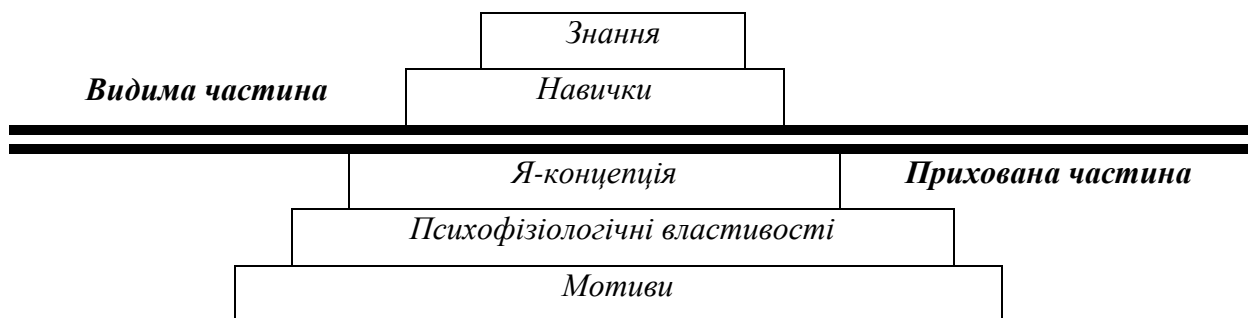 Знання
Видима частина
Навички
Я-концепція
Прихована частина
Психофізіологічні властивості
Мотиви